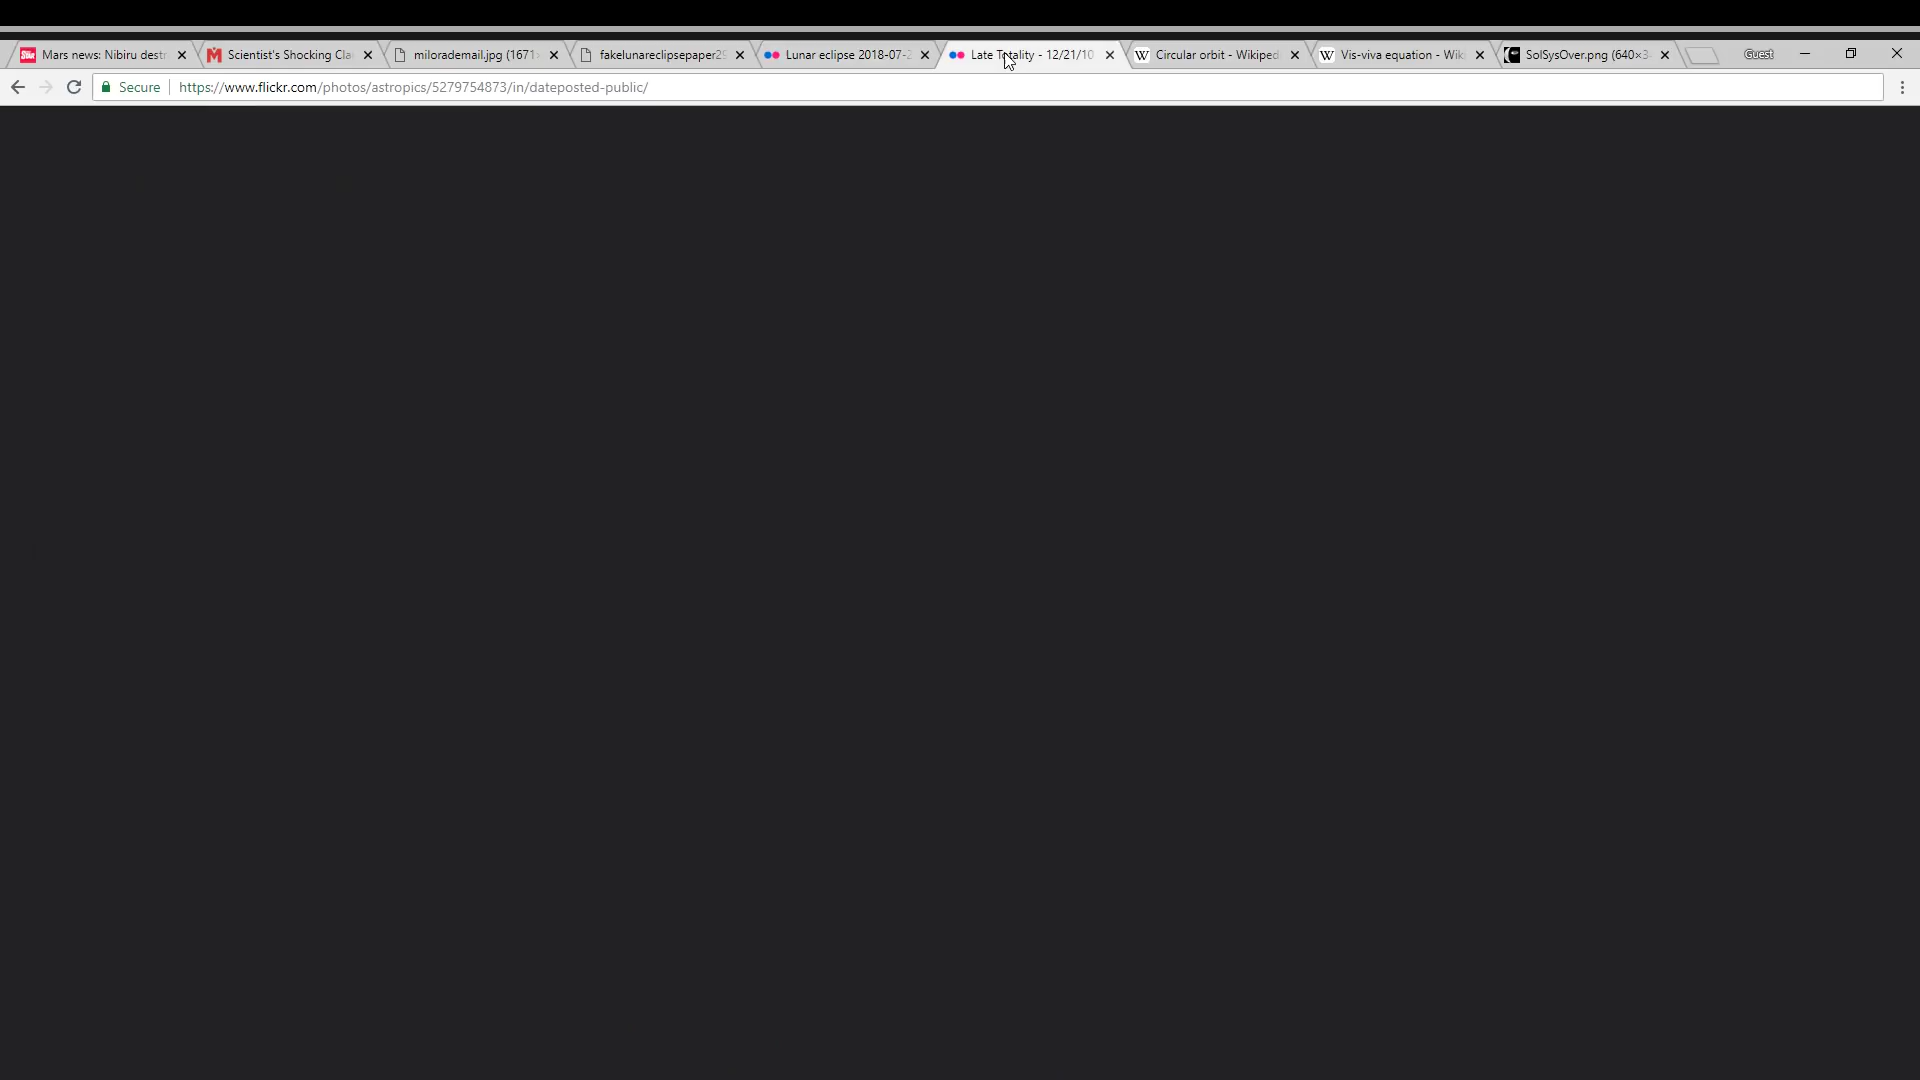 Mars news: Nibiru destr
Scientist's Shocking Cla
milorademail.jpg (1671
fakelunareclipsepaper29
Lunar eclipse 2018-07-2
Late Totality - 12/21/10
Circular orbit - Wikiped
Vis-viva equation - Wiki
SolSysOver.png (640×3
Guest
Secure
https://www.flickr.com/photos/astropics/5279754873/in/dateposted-public/